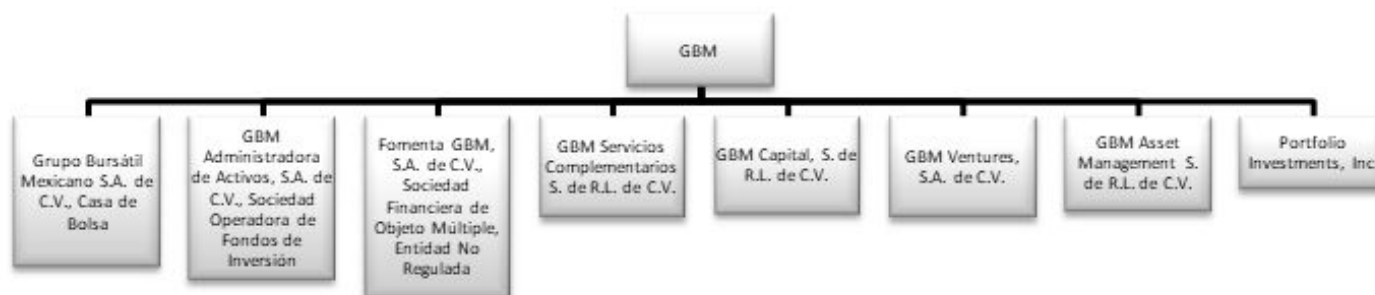 GBM
Grupo Bursátil
Mexicano S.A. de
C.V., Casa de
Bolsa
GBM
Administradora
de Activos, S.A. de
C.V., Sociedad
Operadora de
Fondos de
Inversión
Fomenta GBM,
S.A. de C.V.,
Sociedad
Financiera de
Objeto Múltiple,
Entidad No
Regulada
GBM Servicios
Complementarios
S. de R.L. de C.V.
GBM Capital, S. de
R.L. de C.V.
GBM Ventures,
S.A. de C.V.
GBM Asset
Management S.
de R.L. de C.V.
Portfolio
Investments, Inc